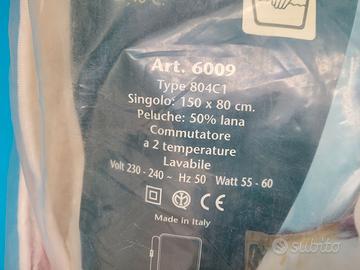 Art. 6009
Type 804C1
Singolo: 150 x 80 cm.
Peluche: 50% lana
Commutatore
a 2 temperature
Lavabile
Volt 230 - 240 ~ Hz 50 Watt 55 - 60
Made in Italy
subito